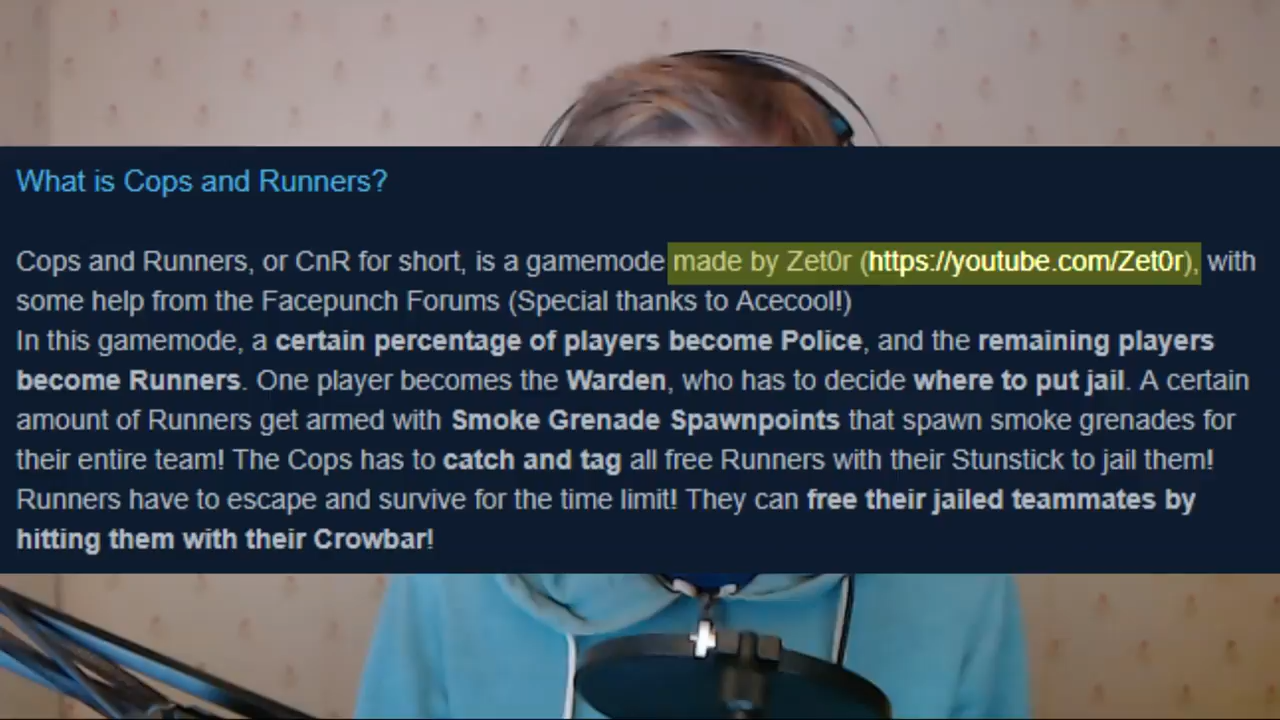 What is Cops and Runners?
Cops and Runners, or CnR for short, is a gamemode made by Zet0r (https://youtube.com/Zet0r), with
some help from the Facepunch Forums (Special thanks to Acecool!)
In this gamemode, a certain percentage of players become Police, and the remaining players
become Runners. One player becomes the Warden, who has to decide where to put jail. A certain
amount of Runners get armed with Smoke Grenade Spawnpoints that spawn smoke grenades for
their entire team! The Cops has to catch and tag all free Runners with their Stunstick to jail them!
Runners have to escape and survive for the time limit! They can free their jailed teammates by
hitting them with their Crowbar!